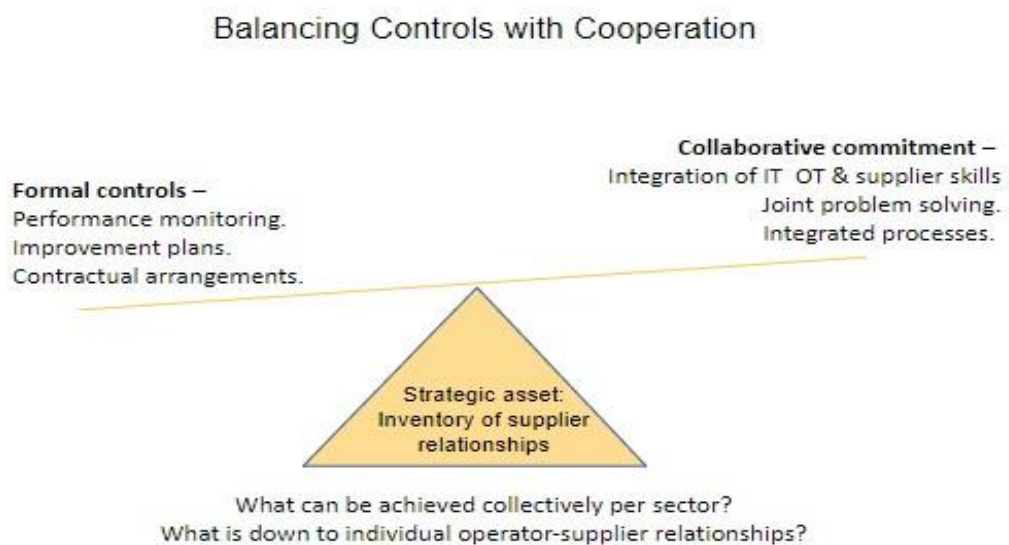 Balancing Controls with Cooperation
Formal controls –
Performance monitoring.
Improvement plans.
Contractual arrangements.
Collaborative commitment –
Integration of IT OT & supplier skills
Joint problem solving.
Integrated processes.
Strategic asset:
Inventory of supplier
relationships
What can be achieved collectively per sector?
What is down to individual operator-supplier relationships?